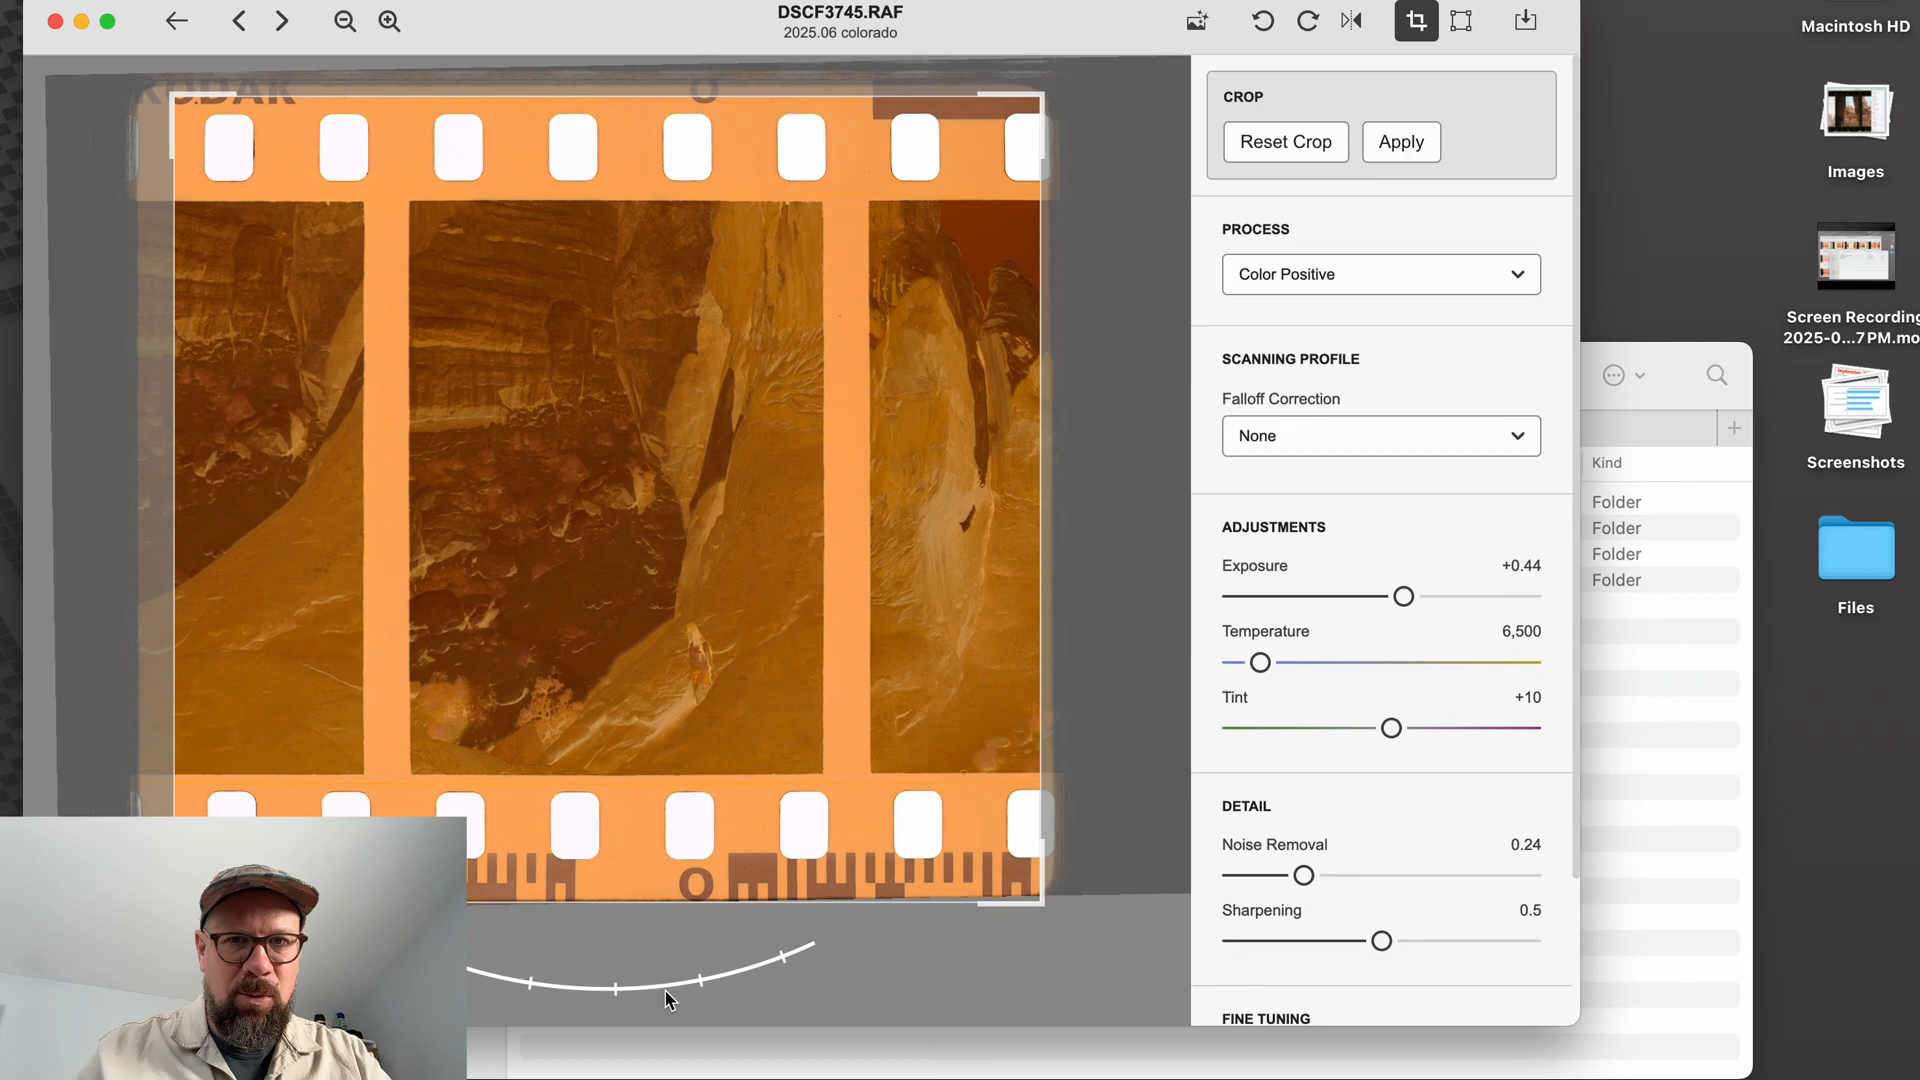 DSCF3745.RAF
2025.06 colorado
Macintosh HD
Images
Screen Recording
2025-0...7 PM.mo
Screenshots
Files
KODAK
O
O
CROP
Reset Crop
Apply
PROCESS
Color Positive
SCANNING PROFILE
Falloff Correction
None
ADJUSTMENTS
Exposure +0.44
Temperature 6,500
Tint +10
DETAIL
Noise Removal 0.24
Sharpening 0.5
FINE TUNING
Kind
Folder
Folder
Folder
Folder